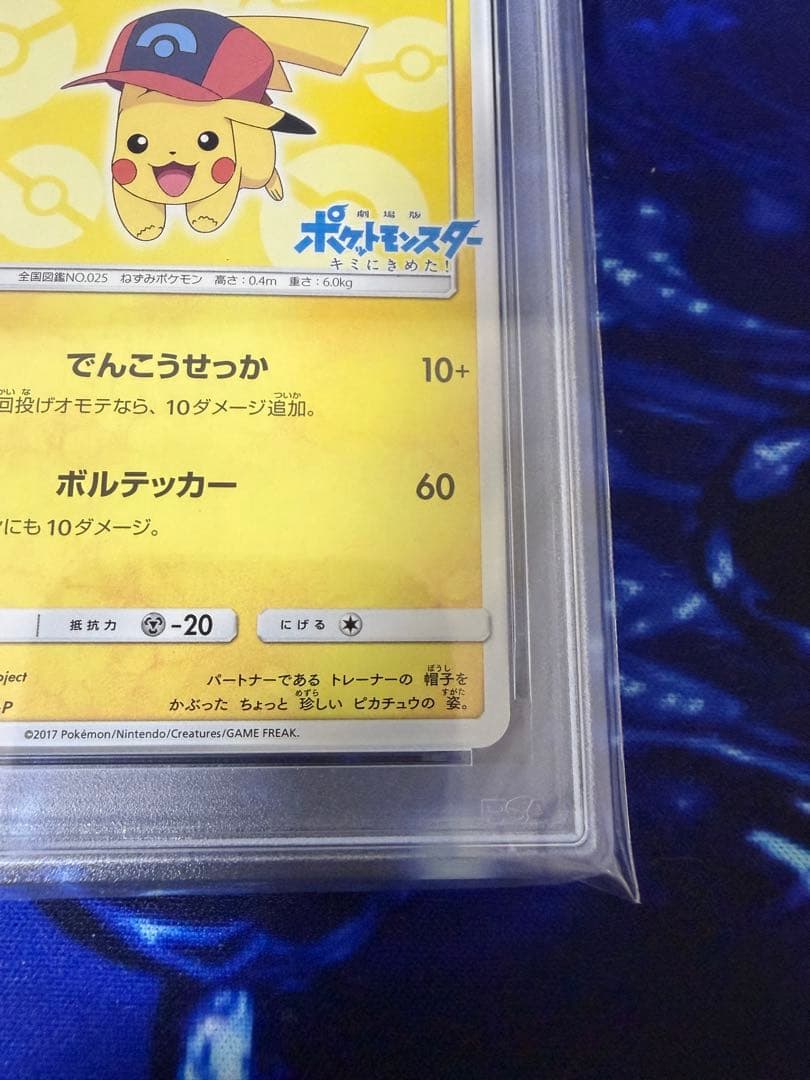 劇場版
ポケットモンスター
キミにきめた!
全国図鑑NO.025 ねずみポケモン 高さ:0.4m 重さ:6.0kg
でんこうせっか 10+
回投げオモテなら、10ダメージ追加。
ボルテッカー 60
にも10ダメージ。
抵抗力 -20 にげる
パートナーである トレーナーの 帽子を
かぶった ちょっと 珍しい ピカチュウの 姿。
oject
-P
©2017 Pokémon/Nintendo/Creatures/GAME FREAK.
PSA